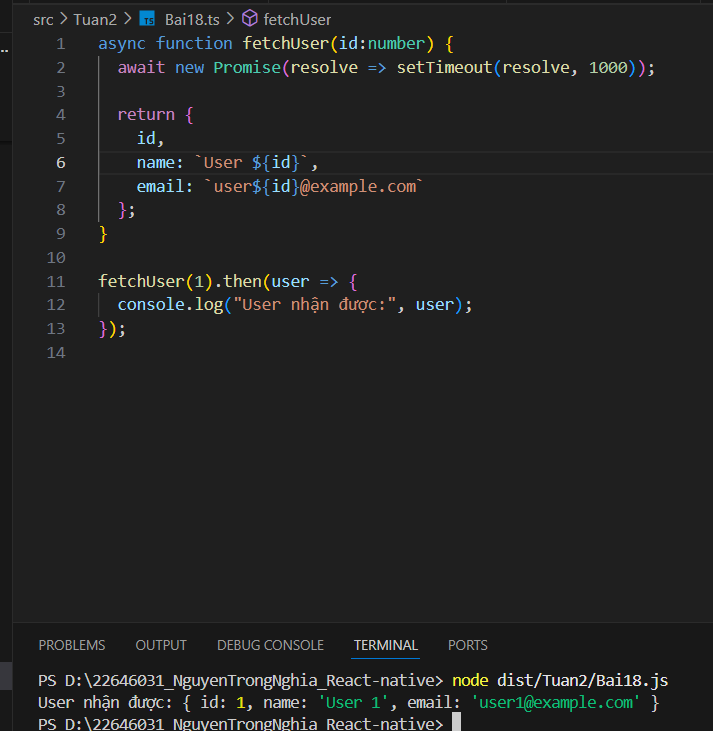 src > Tuan2 > TS Bai18.ts > fetchUser
1 async function fetchUser(id:number) {
2   await new Promise(resolve => setTimeout(resolve, 1000));
3
4   return {
5     id,
6     name: `User ${id}`,
7     email: `user${id}@example.com`
8   };
9 }
10
11 fetchUser(1).then(user => {
12   console.log("User nhận được:", user);
13 });
14
PROBLEMS OUTPUT DEBUG CONSOLE TERMINAL PORTS
PS D:\22646031_NguyenTrongNghia_React-native> node dist/Tuan2/Bai18.js
User nhận được: { id: 1, name: 'User 1', email: 'user1@example.com' }
PS D:\22646031_NguyenTrongNghia_React-native>